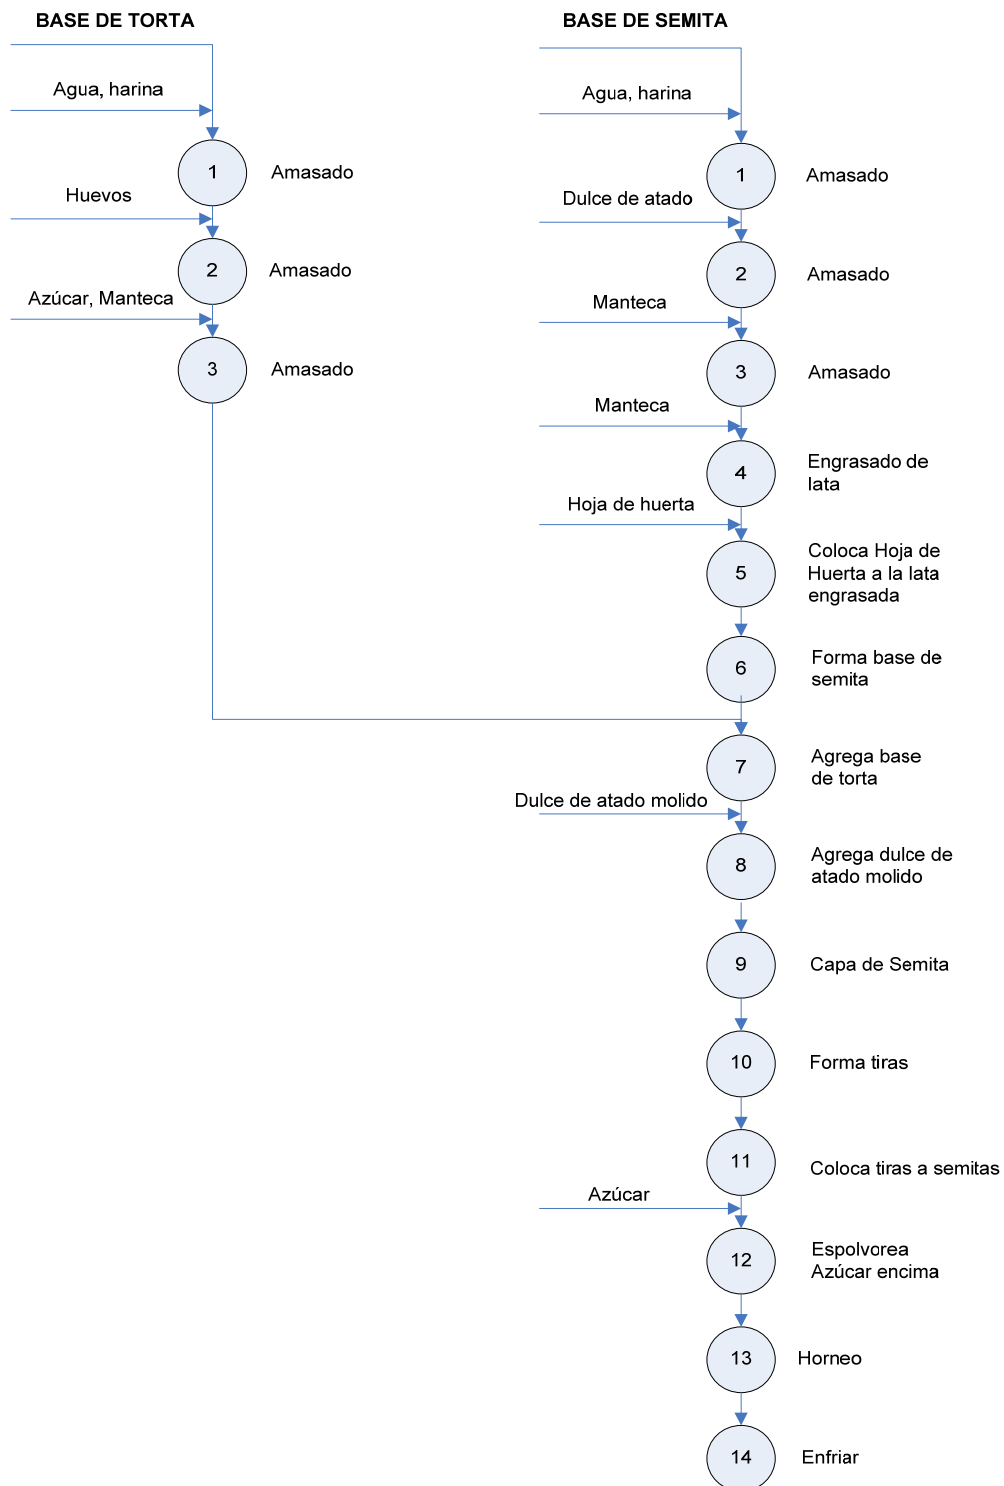 BASE DE TORTA
Agua, harina
1
Amasado
Huevos
2
Amasado
Azúcar, Manteca
3
Amasado
BASE DE SEMITA
Agua, harina
1
Amasado
Dulce de atado
2
Amasado
Manteca
3
Amasado
Manteca
4
Engrasado de
lata
Hoja de huerta
5
Coloca Hoja de
Huerta a la lata
engrasada
6
Forma base de
semita
7
Agrega base
de torta
Dulce de atado molido
8
Agrega dulce de
atado molido
9
Capa de Semita
10
Forma tiras
11
Coloca tiras a semitas
Azúcar
12
Espolvorea
Azúcar encima
13
Horneo
14
Enfriar